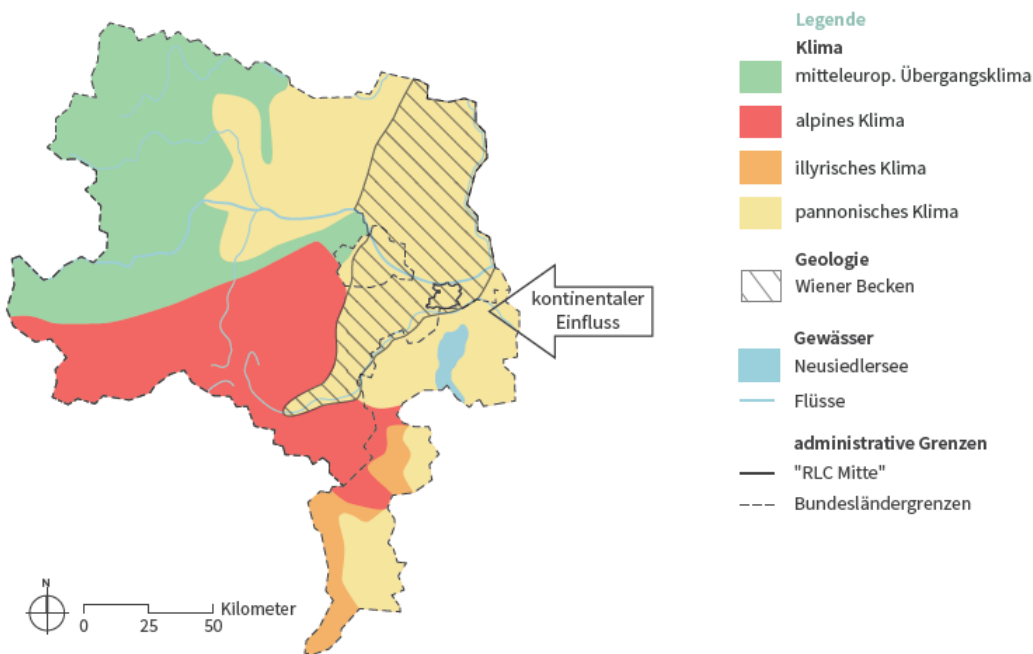 Legende
Klima
mitteleurop. Übergangsklima
alpines Klima
illyrisches Klima
pannonisches Klima
Geologie
Wiener Becken
Gewässer
Neusiedlersee
Flüsse
administrative Grenzen
"RLC Mitte"
Bundesländergrenzen
kontinentaler
Einfluss
N
Kilometer
0 25 50